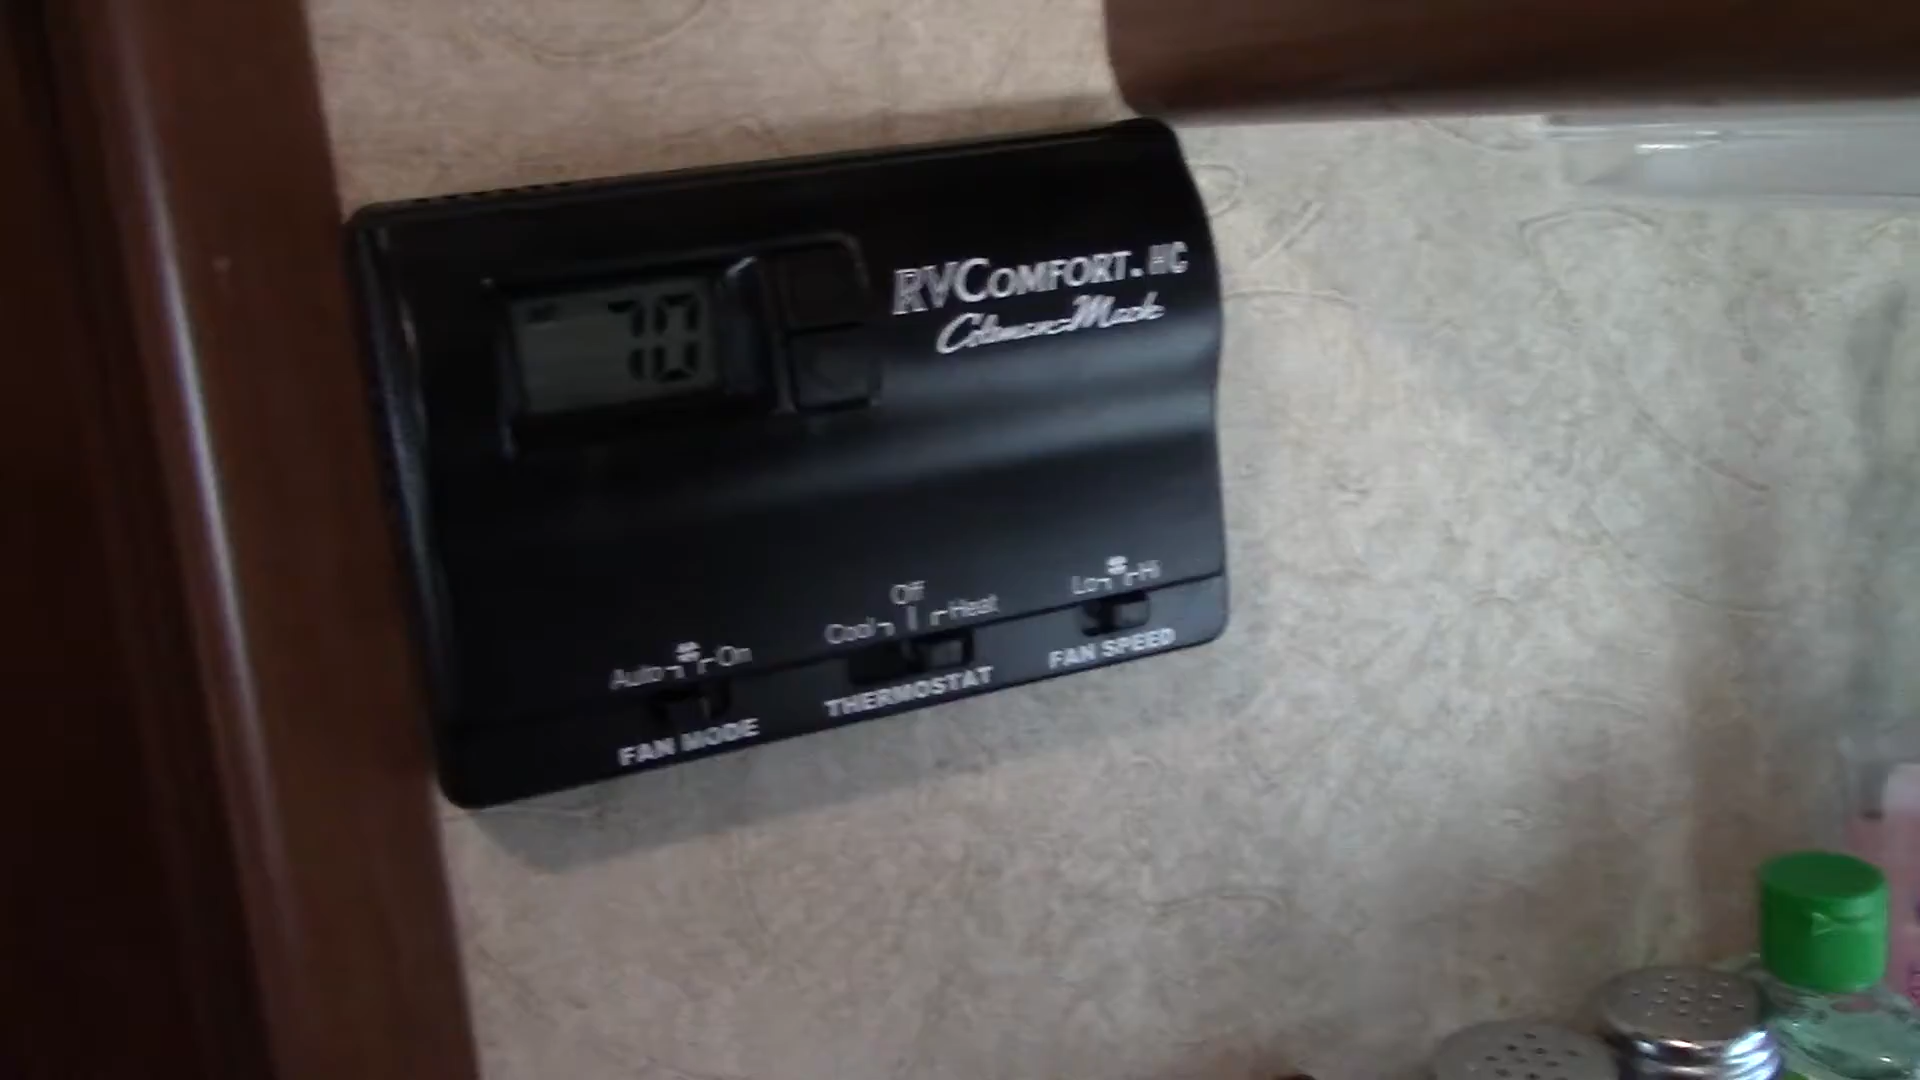 70
RVCOMFORT.HC
Coleman-Mach
Auto On
FAN MODE
Off
Cool Heat
THERMOSTAT
Lo Hi
FAN SPEED